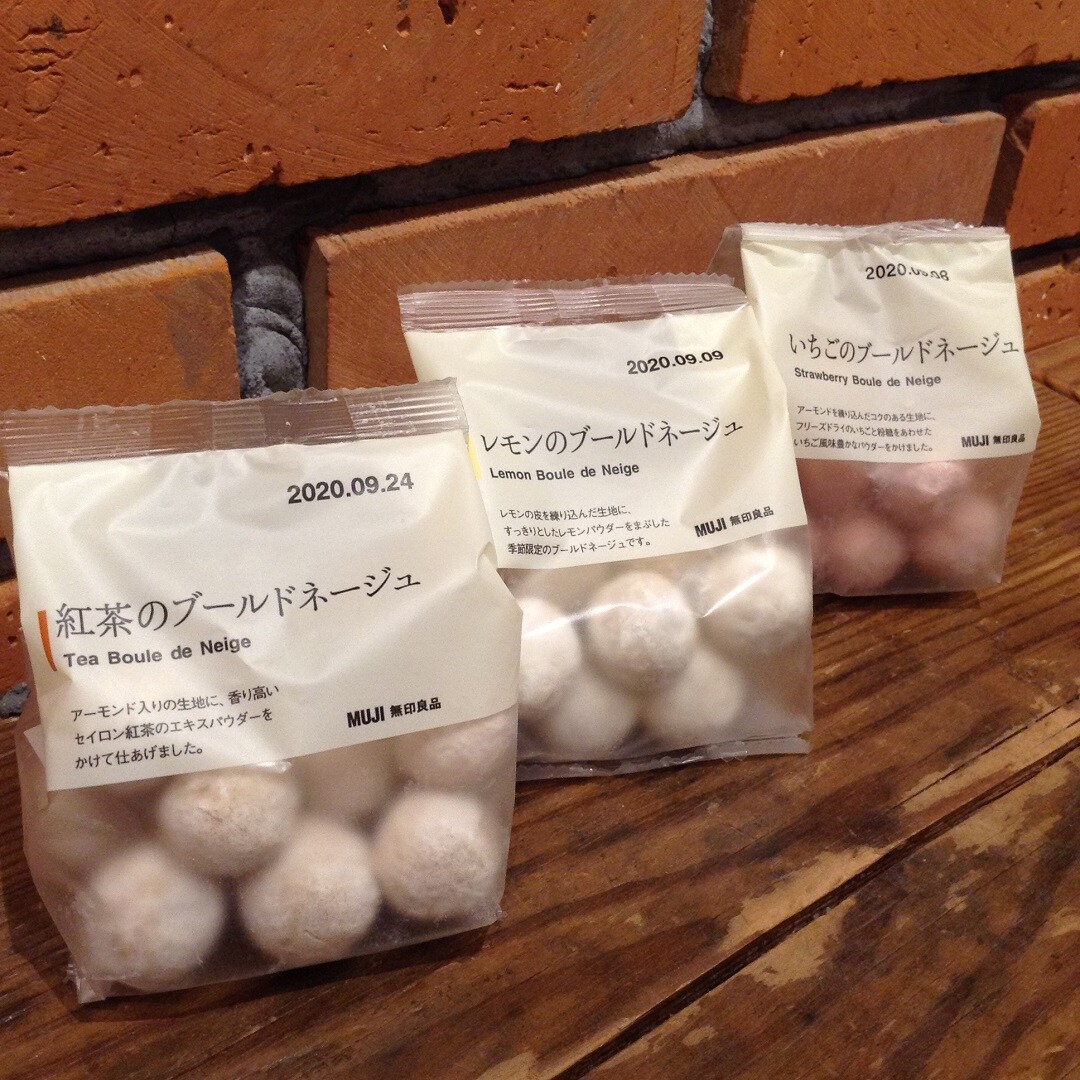 2020.09.24
紅茶のブールドネージュ
Tea Boule de Neige
アーモンド入りの生地に、香り高い
セイロン紅茶のエキスパウダーを
かけて仕あげました。
MUJI 無印良品
2020.09.09
レモンのブールドネージュ
Lemon Boule de Neige
レモンの皮を練り込んだ生地に、
すっきりとしたレモンパウダーをまぶした
季節限定のブールドネージュです。
MUJI 無印良品
2020.09.08
いちごのブールドネージュ
Strawberry Boule de Neige
アーモンドを練り込んだコクのある生地に、
フリーズドライのいちごと粉糖をあわせた
いちご風味豊かなパウダーをかけました。
MUJI 無印良品